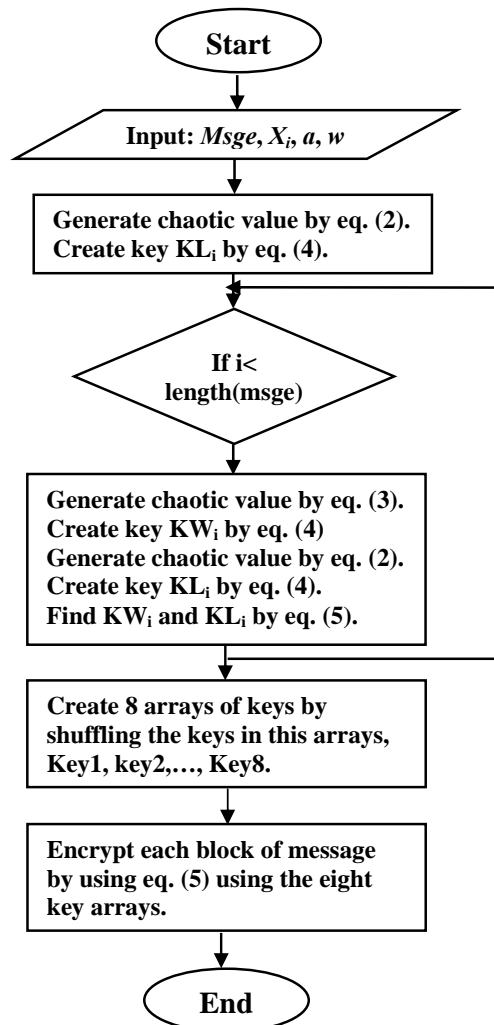 Start
Input: Msge, Xᵢ, a, w
Generate chaotic value by eq. (2).
Create key KLᵢ by eq. (4).
If i<
length(msge)
Generate chaotic value by eq. (3).
Create key KWᵢ by eq. (4)
Generate chaotic value by eq. (2).
Create key KLᵢ by eq. (4).
Find KWᵢ and KLᵢ by eq. (5).
Create 8 arrays of keys by
shuffling the keys in this arrays,
Key1, key2,…, Key8.
Encrypt each block of message
by using eq. (5) using the eight
key arrays.
End